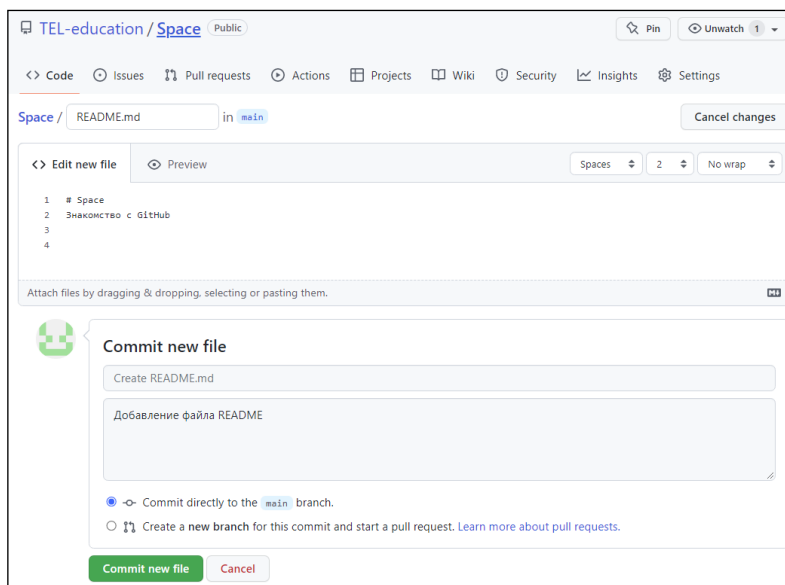 TEL-education / Space Public
Pin
Unwatch 1
Code
Issues
Pull requests
Actions
Projects
Wiki
Security
Insights
Settings
Space / README.md in main
Cancel changes
Edit new file
Preview
Spaces
2
No wrap
1 # Space
2 Знакомство с GitHub
3
4
Attach files by dragging & dropping, selecting or pasting them.
Commit new file
Create README.md
Добавление файла README
Commit directly to the main branch.
Create a new branch for this commit and start a pull request. Learn more about pull requests.
Commit new file
Cancel